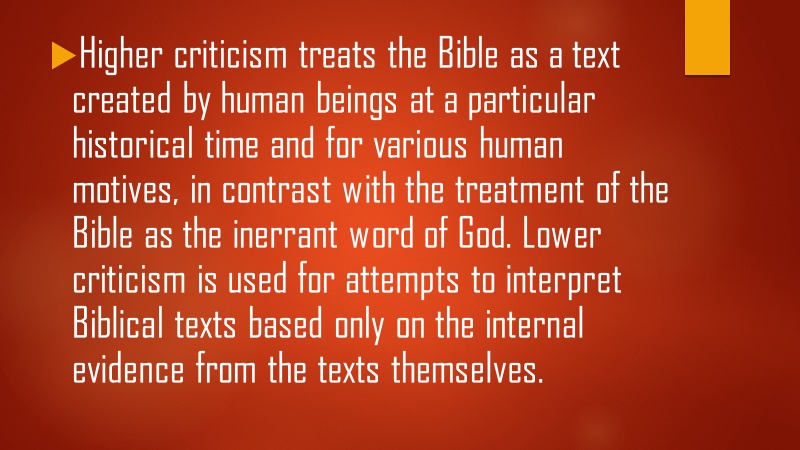 Higher criticism treats the Bible as a text
created by human beings at a particular
historical time and for various human
motives, in contrast with the treatment of the
Bible as the inerrant word of God. Lower
criticism is used for attempts to interpret
Biblical texts based only on the internal
evidence from the texts themselves.